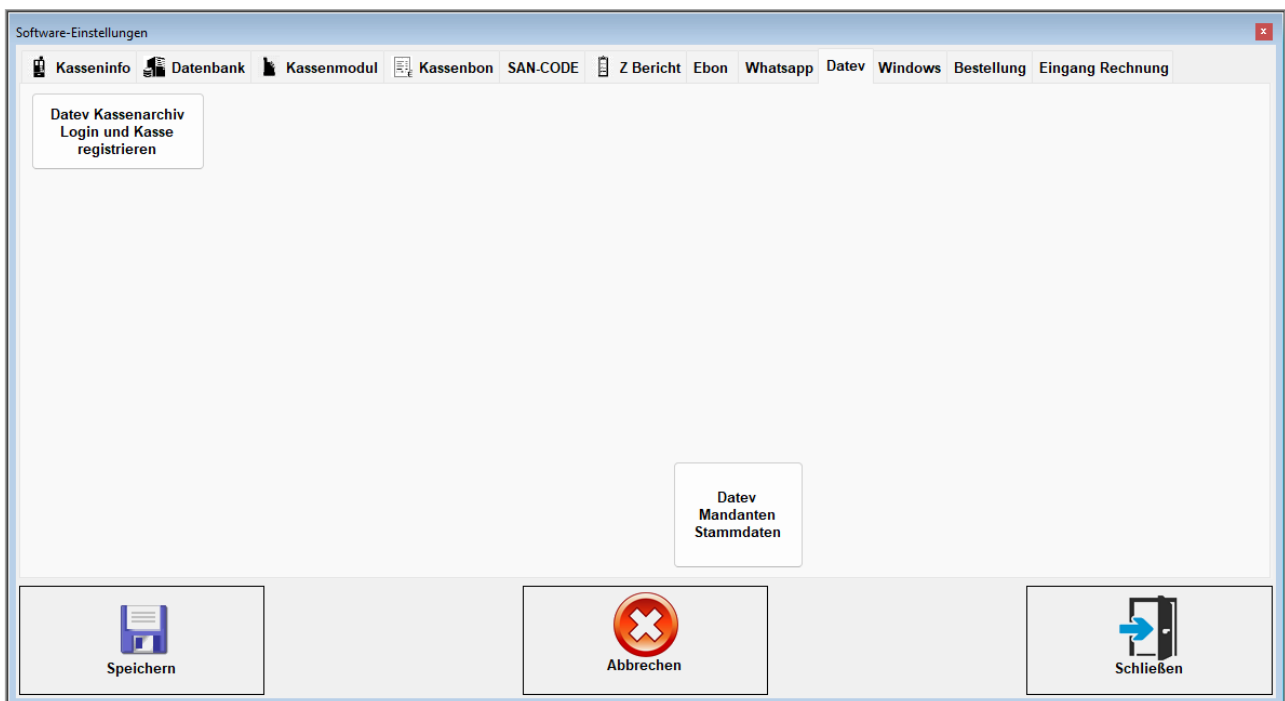 Software-Einstellungen
Kasseninfo Datenbank Kassenmodul Kassenbon SAN-CODE Z Bericht Ebon Whatsapp Datev Windows Bestellung Eingang Rechnung
Datev Kassenarchiv
Login und Kasse
registrieren
Datev
Mandanten
Stammdaten
Speichern
Abbrechen
Schließen